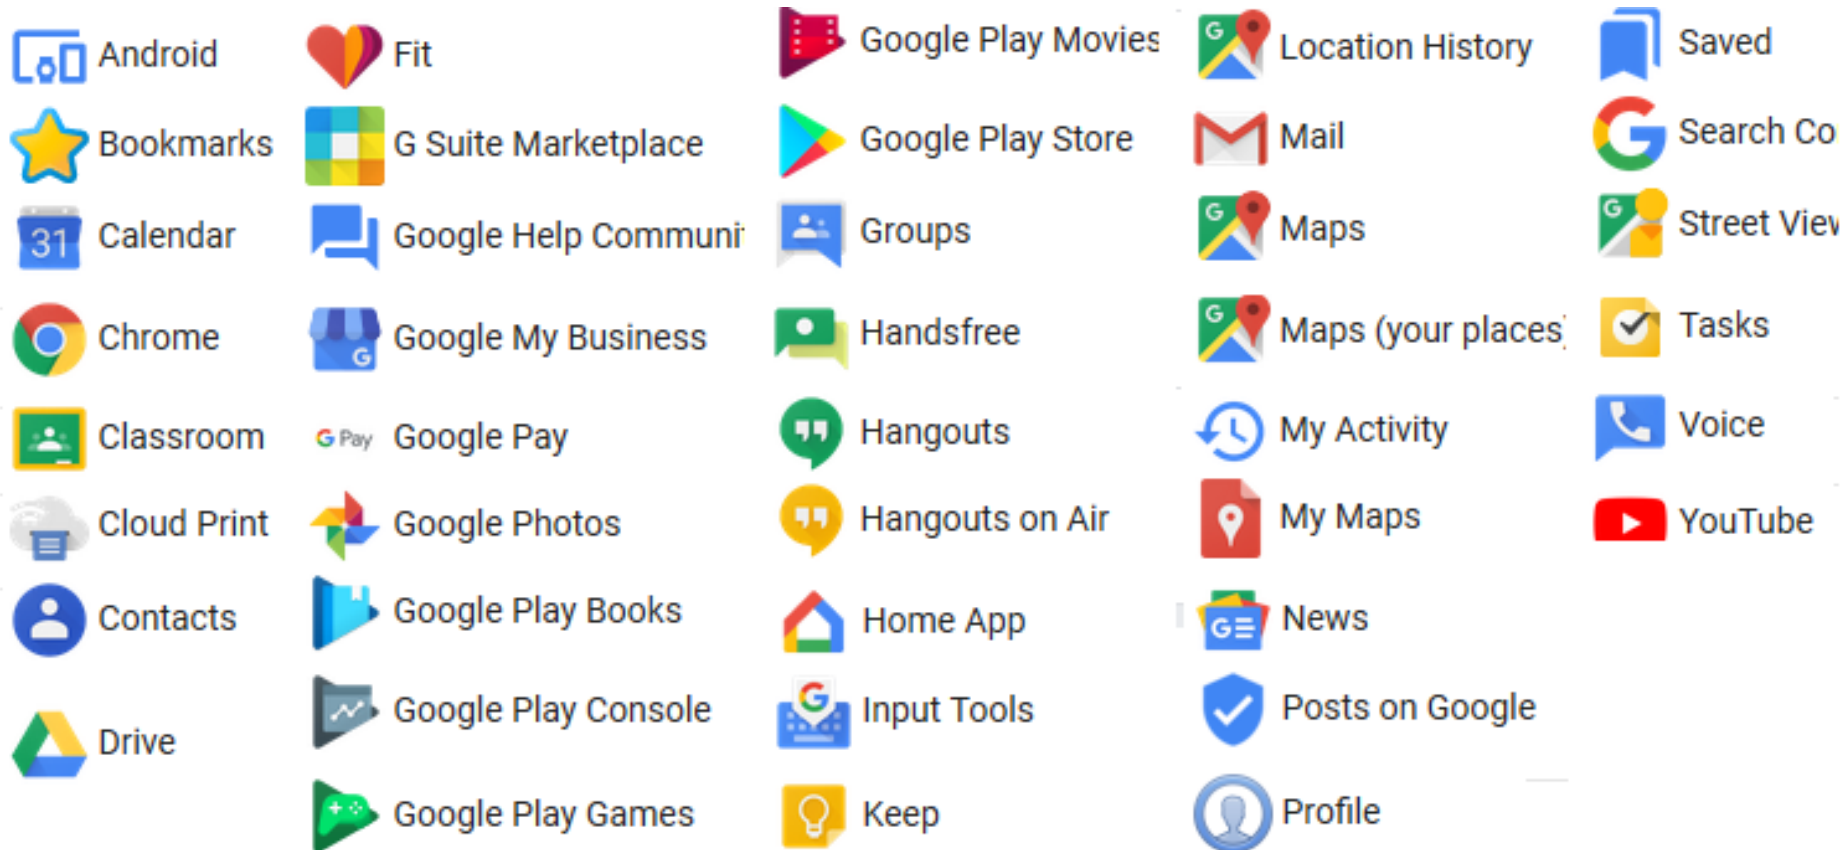 Android
Bookmarks
31
Calendar
Chrome
Classroom
Cloud Print
Contacts
Drive
Fit
G Suite Marketplace
Google Help Communi
G
Google My Business
G Pay
Google Pay
Google Photos
Google Play Books
Google Play Console
Google Play Games
Google Play Movies
Google Play Store
Groups
Handsfree
Hangouts
Hangouts on Air
Home App
G
Input Tools
Keep
G
Location History
Mail
G
Maps
G
Maps (your places)
My Activity
My Maps
G
News
Posts on Google
Profile
Saved
G
Search Co
G
Street View
Tasks
Voice
YouTube